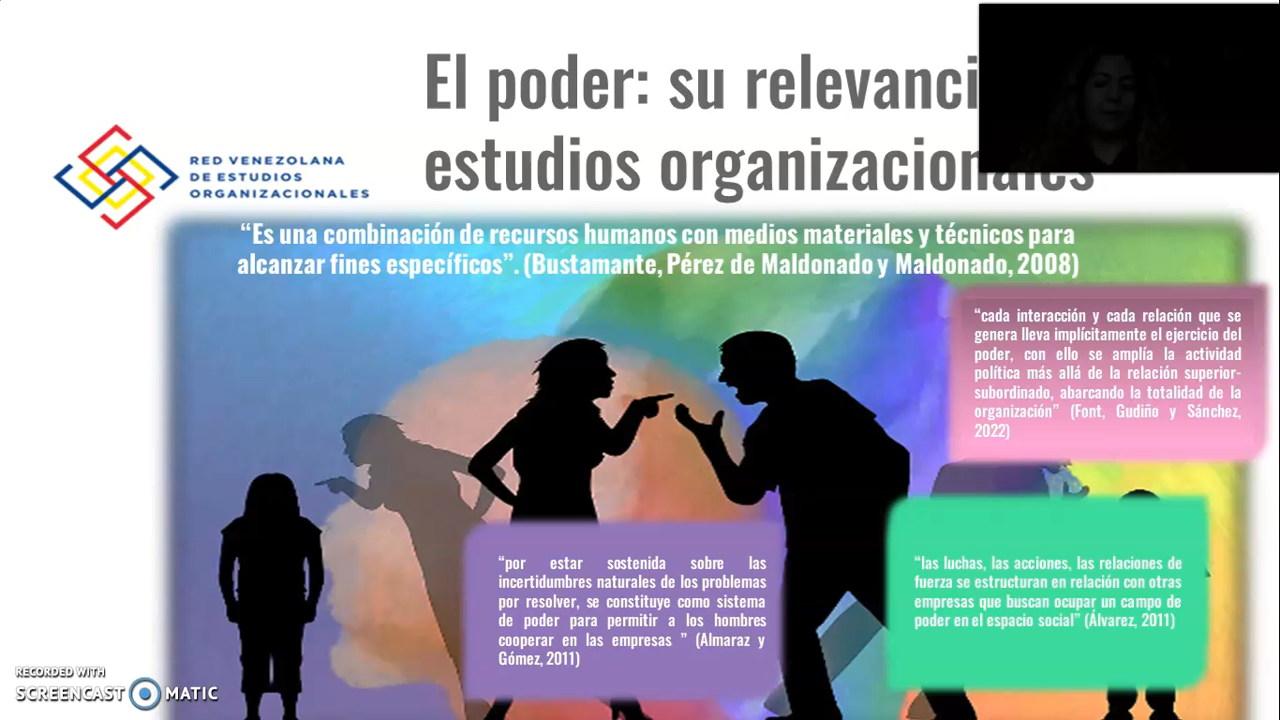 El poder: su relevanci
estudios organizacionales
RED VENEZOLANA
DE ESTUDIOS
ORGANIZACIONALES
“Es una combinación de recursos humanos con medios materiales y técnicos para
alcanzar fines específicos”. (Bustamante, Pérez de Maldonado y Maldonado, 2008)
“cada interacción y cada relación que se
genera lleva implícitamente el ejercicio del
poder, con ello se amplía la actividad
política más allá de la relación superior-
subordinado, abarcando la totalidad de la
organización” (Font, Gudiño y Sánchez,
2022)
“por estar sostenida sobre las
incertidumbres naturales de los problemas
por resolver, se constituye como sistema
de poder para permitir a los hombres
cooperar en las empresas ” (Almaraz y
Gómez, 2011)
“las luchas, las acciones, las relaciones de
fuerza se estructuran en relación con otras
empresas que buscan ocupar un campo de
poder en el espacio social” (Álvarez, 2011)
RECORDED WITH
SCREENCAST MATIC